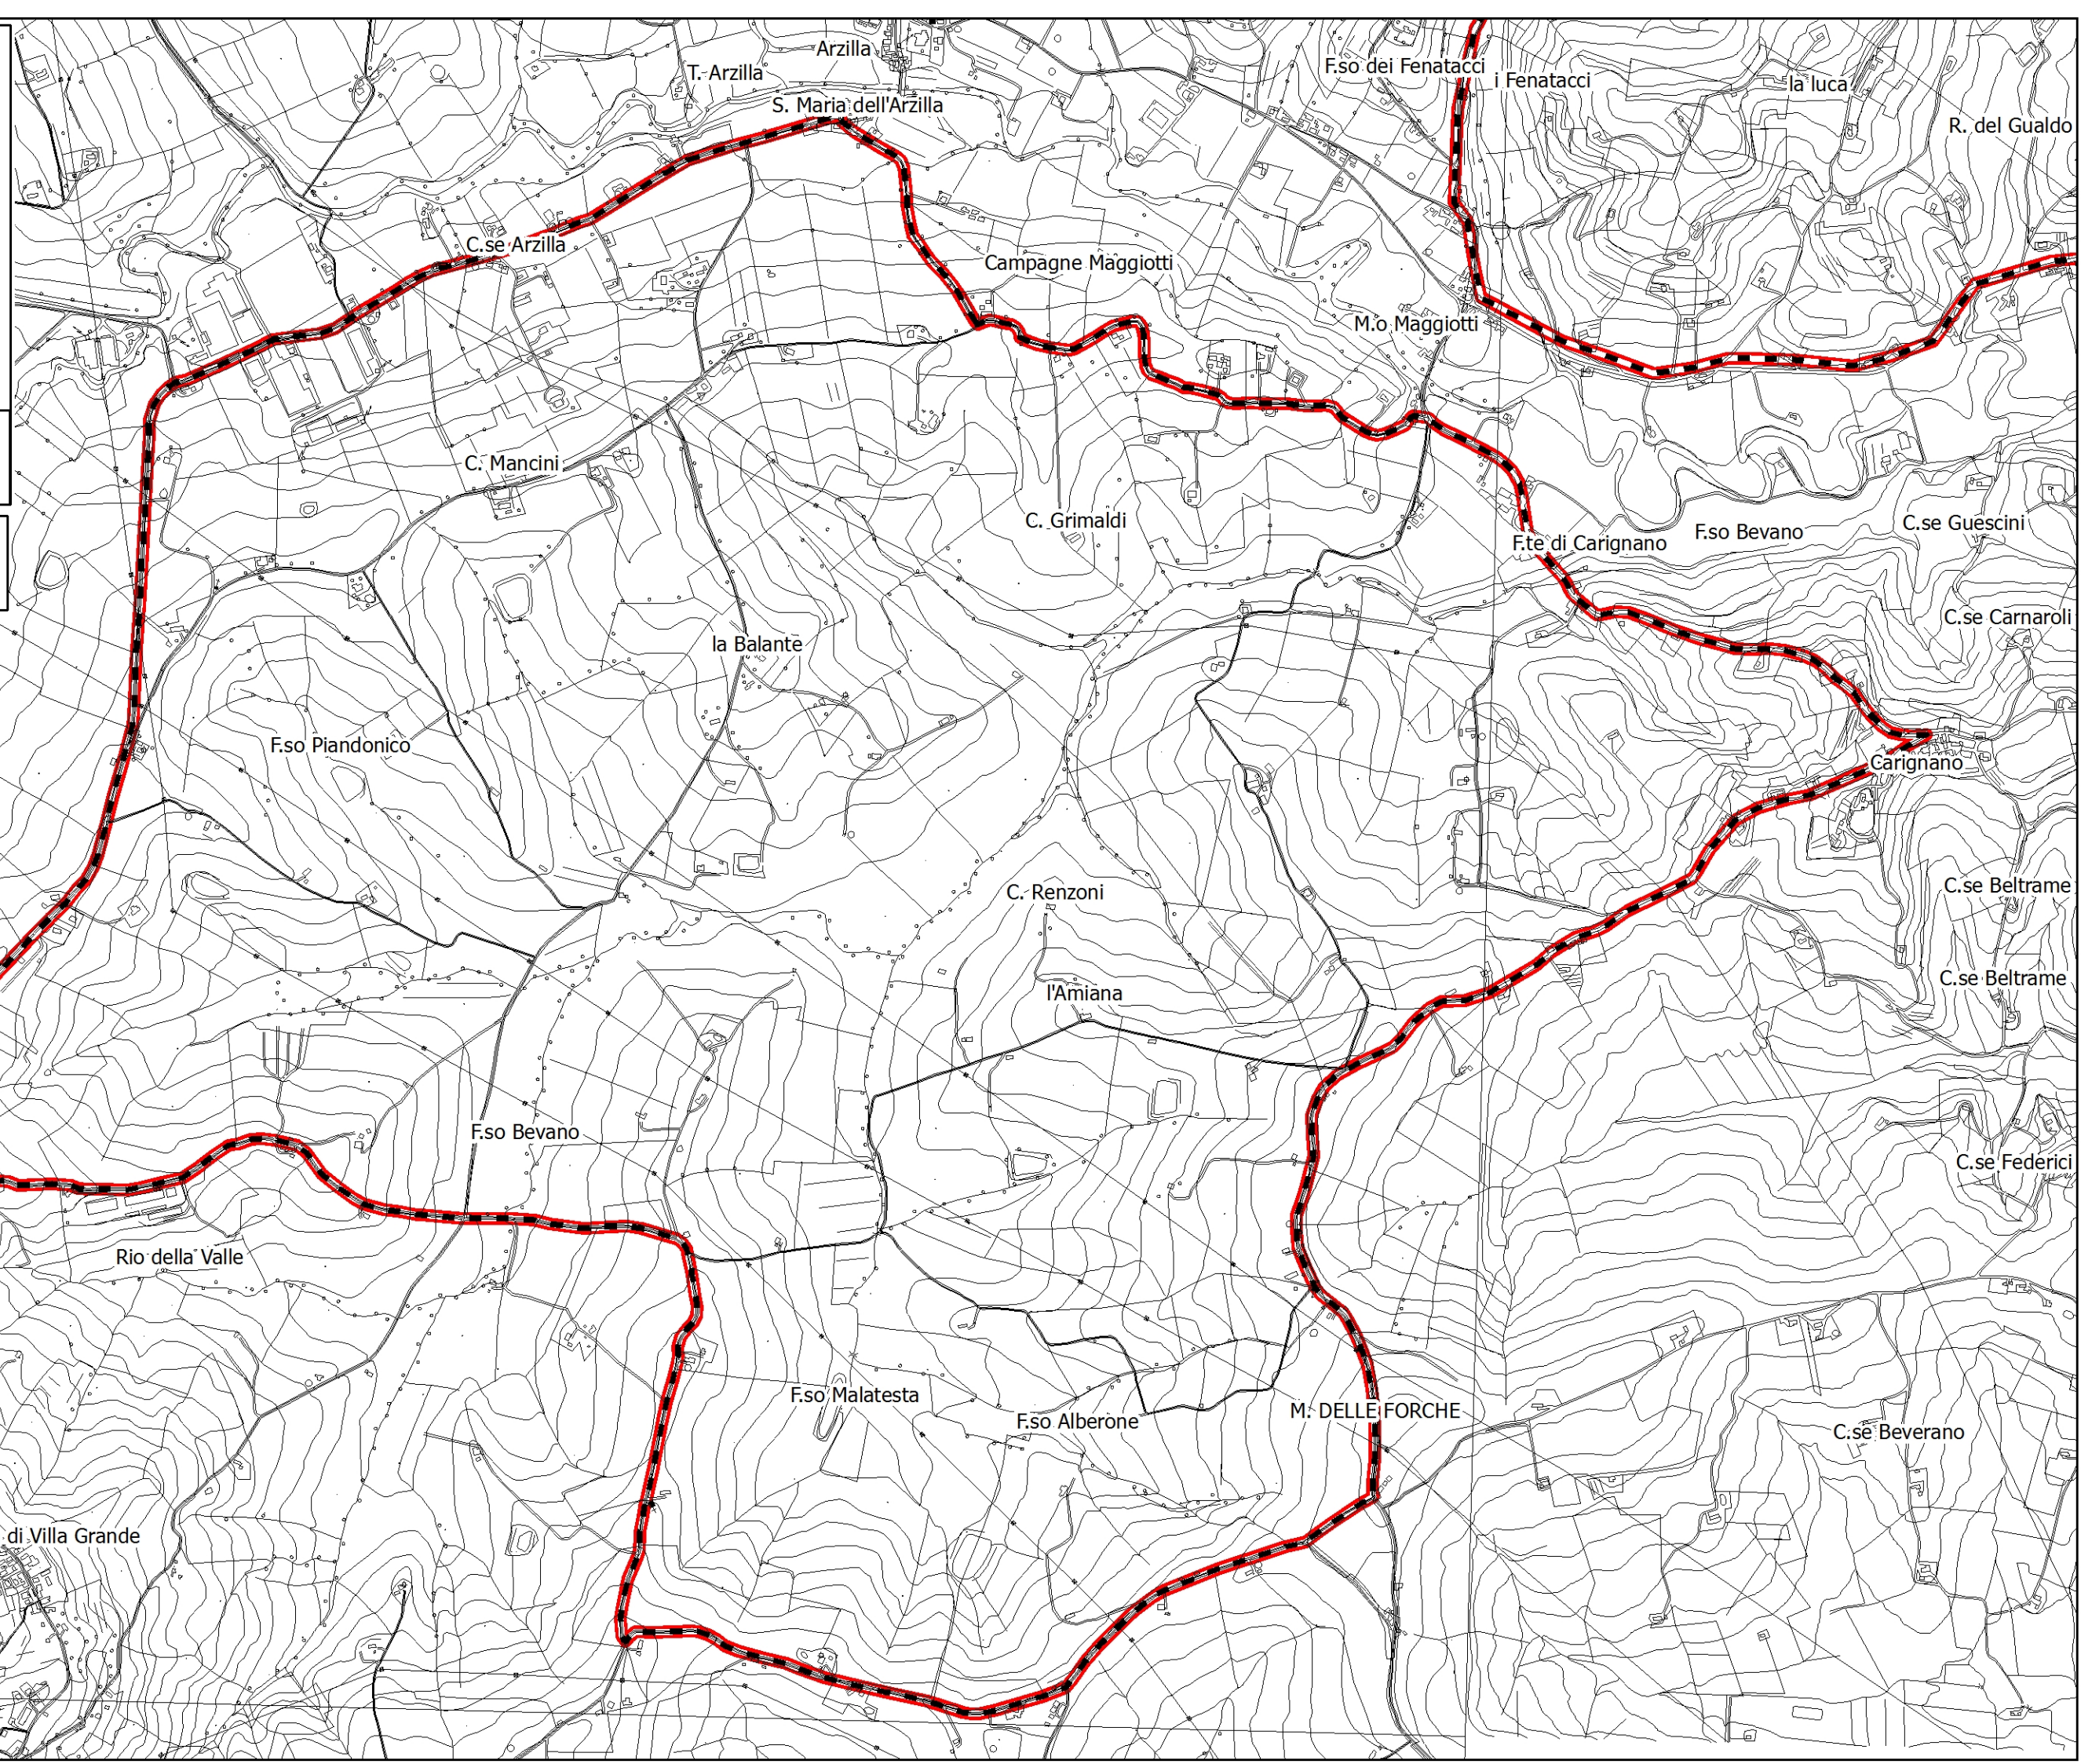 Arzilla
F.so dei Fenatacci
T. Arzilla
i Fenatacci
la luca
S. Maria dell'Arzilla
R. del Gualdo
C.se Arzilla
Campagne Maggiotti
M.o Maggiotti
C. Mancini
C. Grimaldi
C.se Guescini
F.so Bevano
F.te di Carignano
C.se Carnaroli
la Balante
F.so Piandonico
Carignano
C.se Beltrame
C. Renzoni
C.se Beltrame
l'Amiana
F.so Bevano
C.se Federici
Rio della Valle
F.so Malatesta
M. DELLE FORCHE
F.so Alberone
C.se Beverano
di Villa Grande